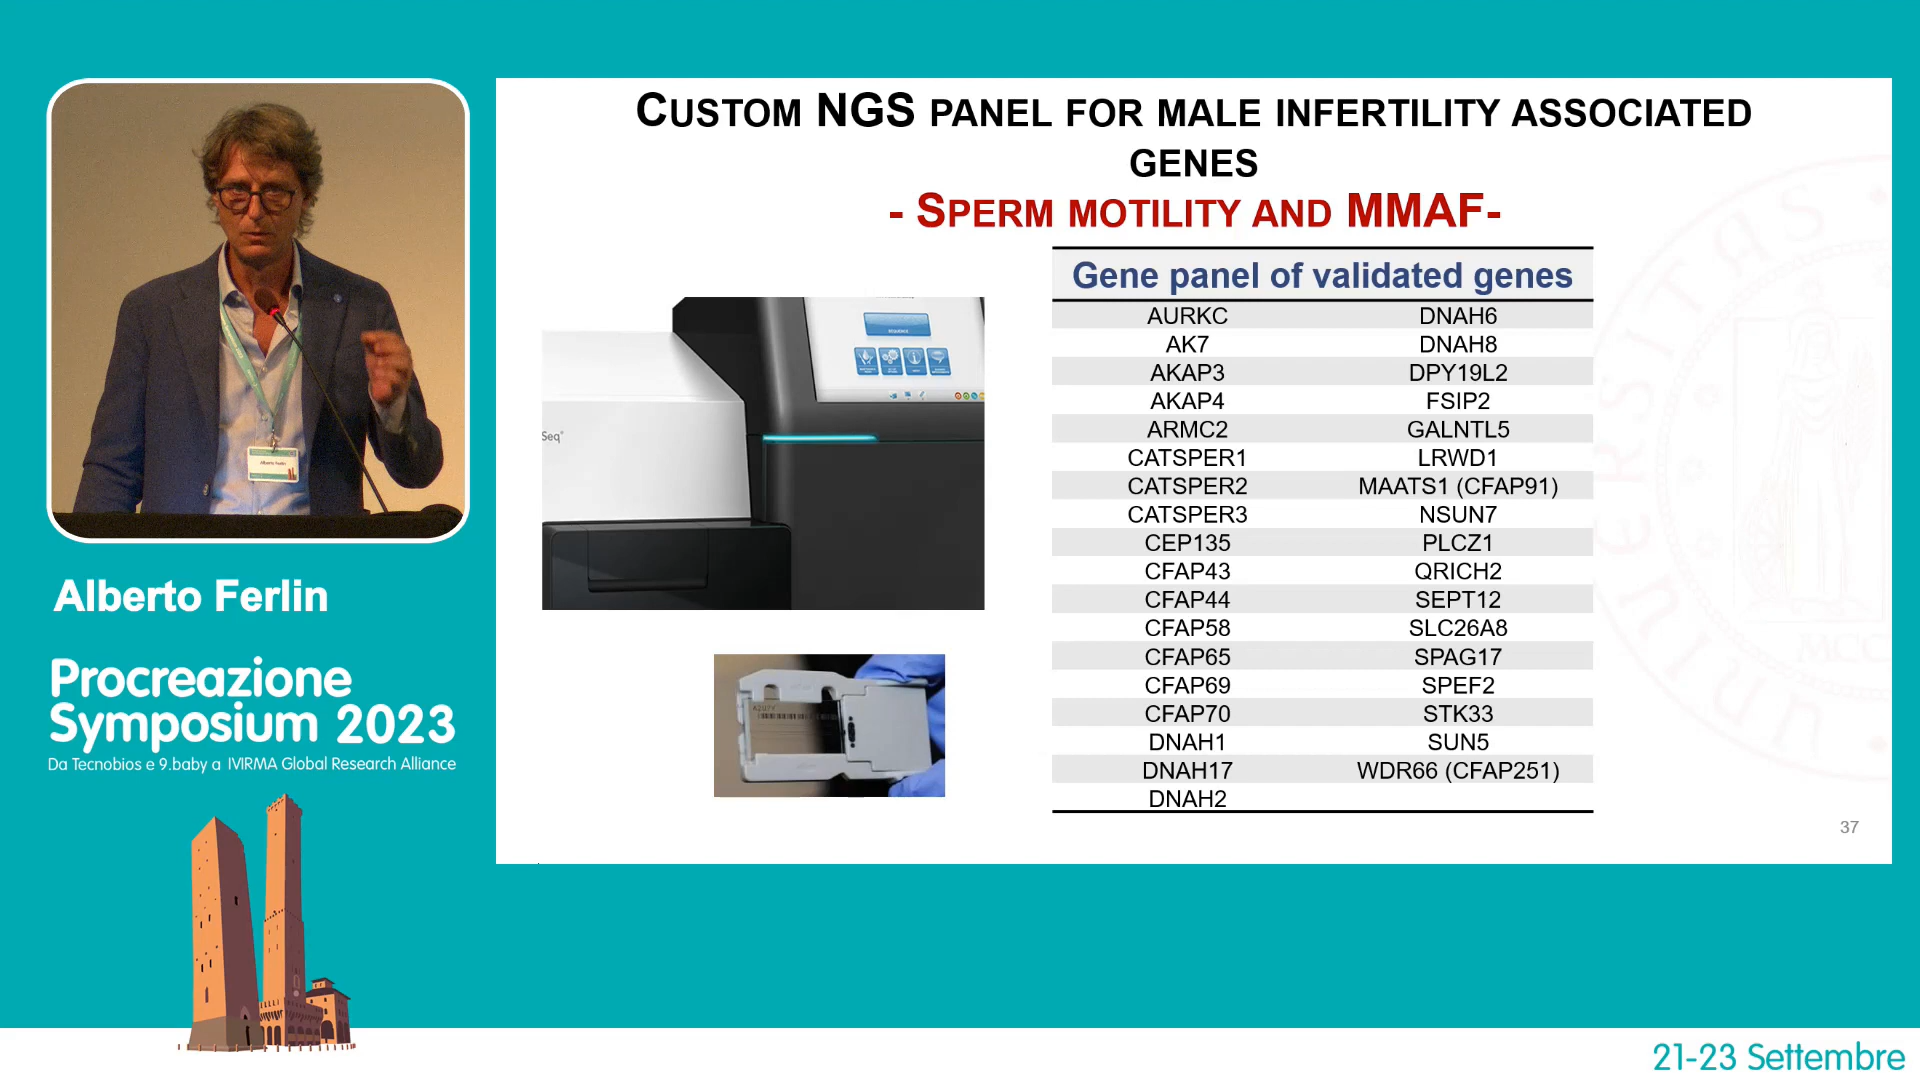 CUSTOM NGS PANEL FOR MALE INFERTILITY ASSOCIATED
GENES
- SPERM MOTILITY AND MMAF-
Gene panel of validated genes
AURKC DNAH6
AK7 DNAH8
AKAP3 DPY19L2
AKAP4 FSIP2
ARMC2 GALNTL5
CATSPER1 LRWD1
CATSPER2 MAATS1 (CFAP91)
CATSPER3 NSUN7
CEP135 PLCZ1
CFAP43 QRICH2
CFAP44 SEPT12
CFAP58 SLC26A8
CFAP65 SPAG17
CFAP69 SPEF2
CFAP70 STK33
DNAH1 SUN5
DNAH17 WDR66 (CFAP251)
DNAH2
37
Seq
SEQUENCE
Alberto Ferlin
Alberto Ferlin
Procreazione
Symposium 2023
Da Tecnobios e 9.baby a IVIRMA Global Research Alliance
21-23 Settembre